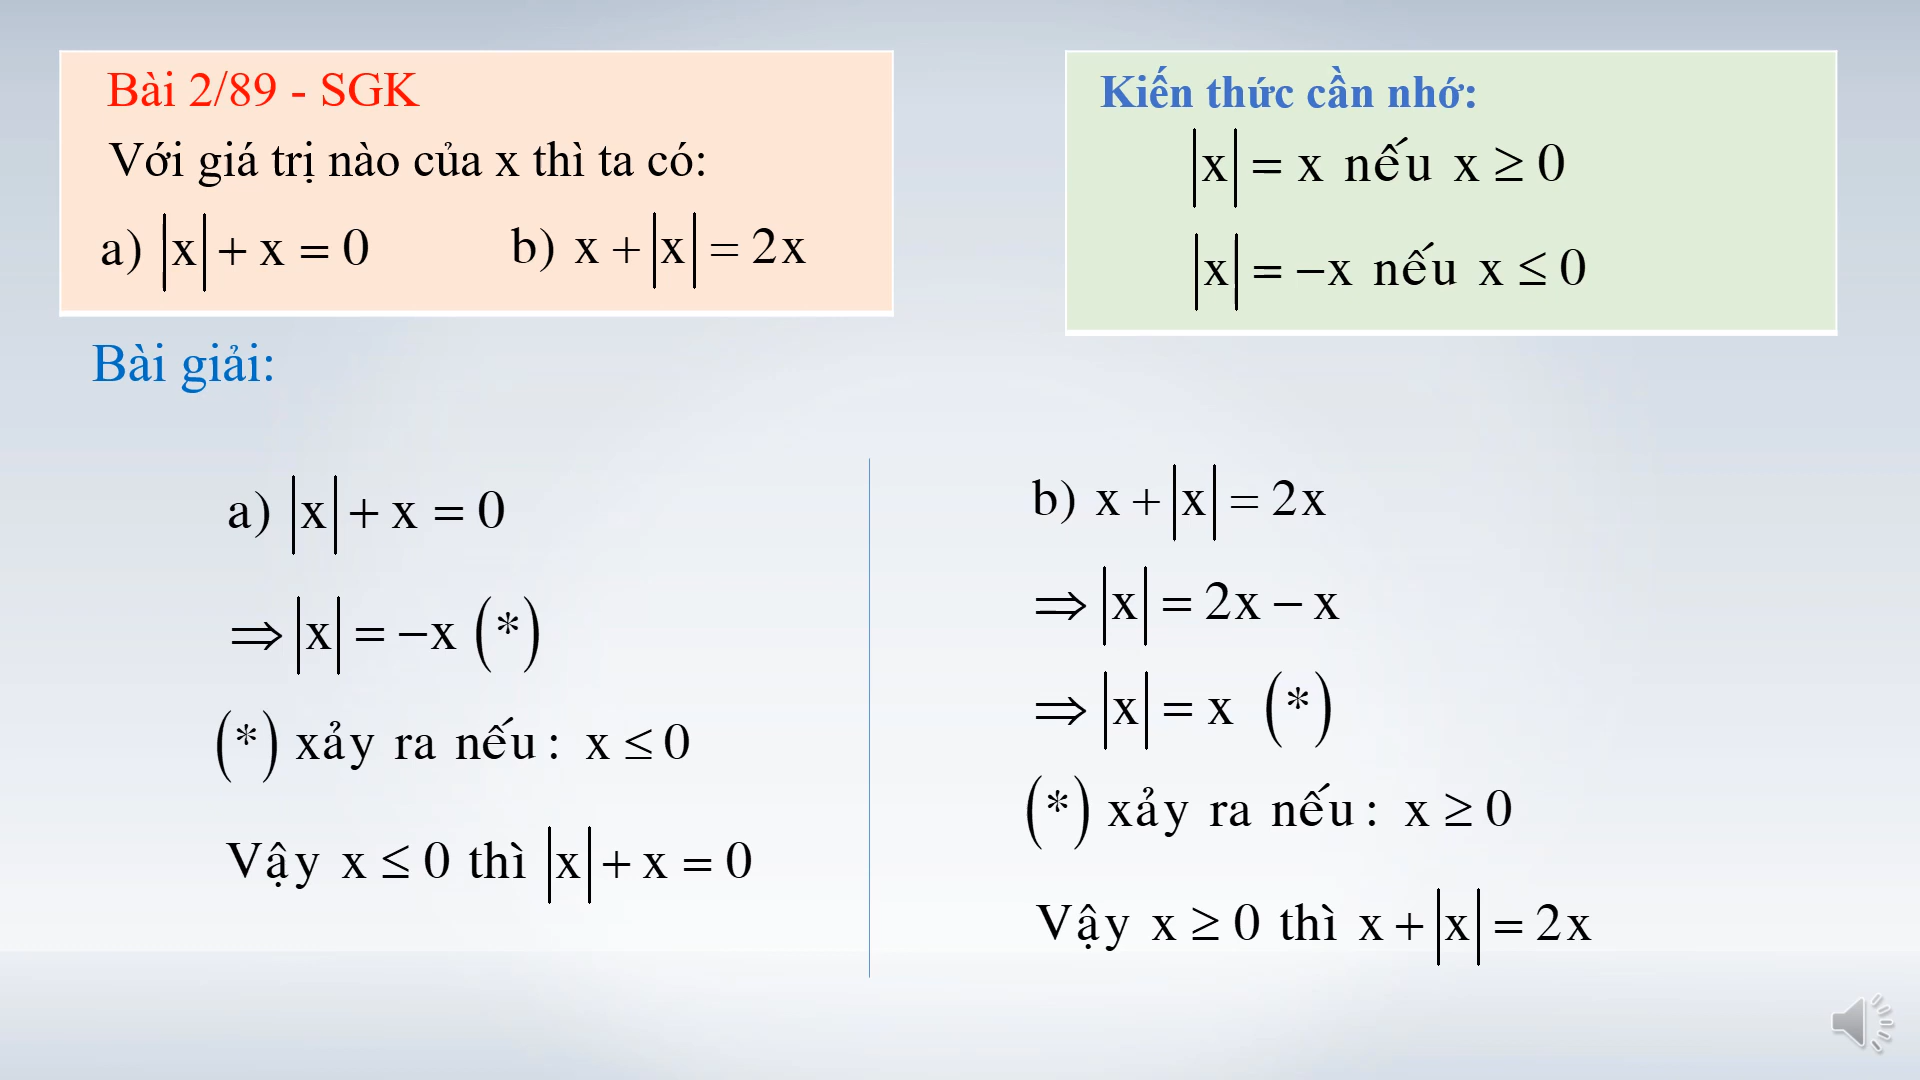 Bài 2/89 - SGK
Với giá trị nào của x thì ta có:
a) |x| + x = 0 b) x + |x| = 2x
Kiến thức cần nhớ:
|x| = x nếu x ≥ 0
|x| = −x nếu x ≤ 0
Bài giải:
a) |x| + x = 0
⇒ |x| = −x (*)
(*) xảy ra nếu: x ≤ 0
Vậy x ≤ 0 thì |x| + x = 0
b) x + |x| = 2x
⇒ |x| = 2x − x
⇒ |x| = x (*)
(*) xảy ra nếu: x ≥ 0
Vậy x ≥ 0 thì x + |x| = 2x